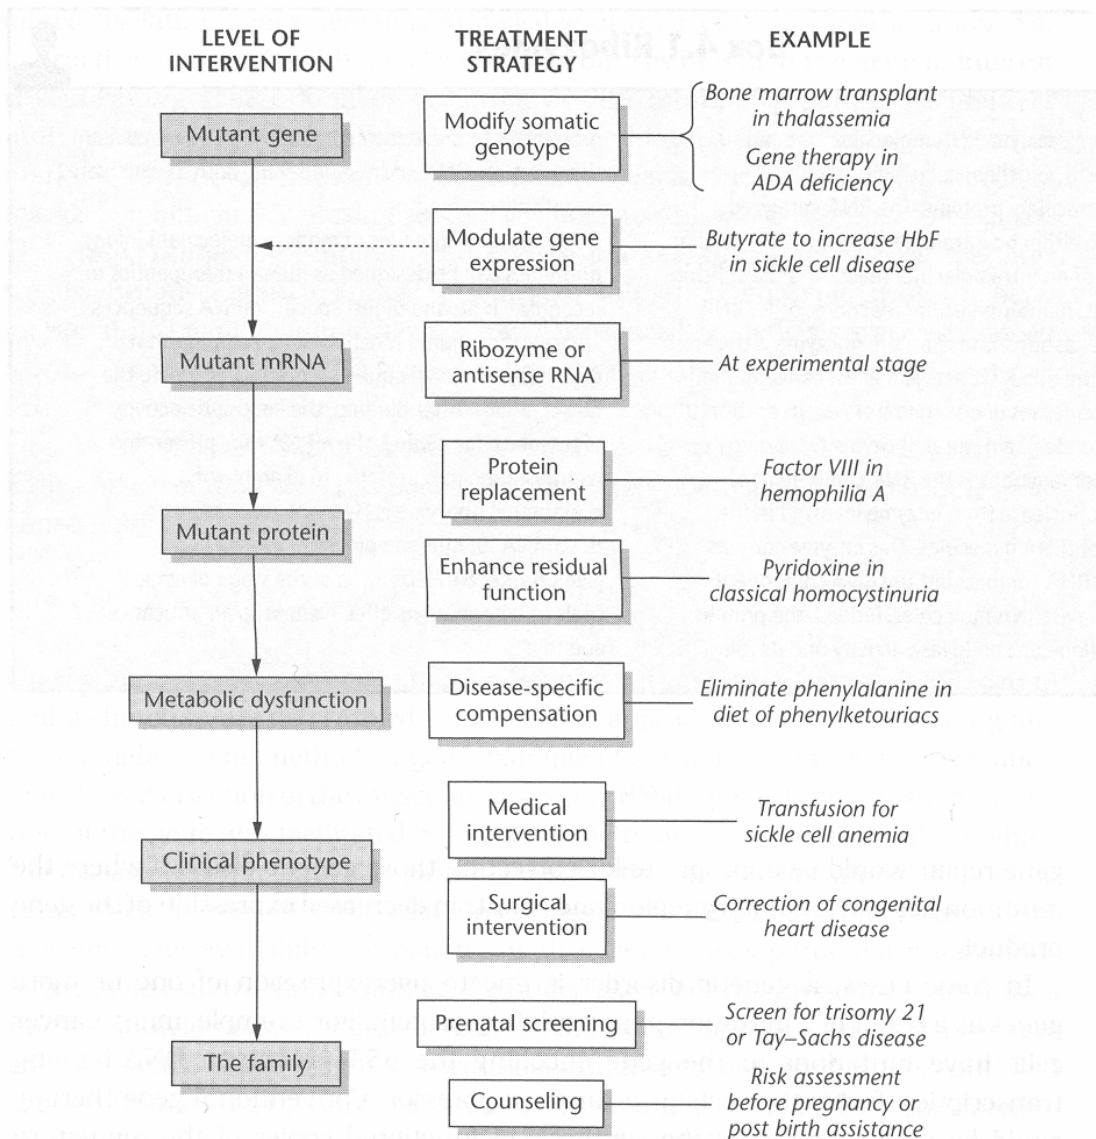 LEVEL OF
INTERVENTION
TREATMENT
STRATEGY
EXAMPLE
Mutant gene
Modify somatic
genotype
Bone marrow transplant
in thalassemia
Gene therapy in
ADA deficiency
Modulate gene
expression
Butyrate to increase HbF
in sickle cell disease
Mutant mRNA
Ribozyme or
antisense RNA
At experimental stage
Protein
replacement
Factor VIII in
hemophilia A
Mutant protein
Enhance residual
function
Pyridoxine in
classical homocystinuria
Metabolic dysfunction
Disease-specific
compensation
Eliminate phenylalanine in
diet of phenylketouriacs
Medical
intervention
Transfusion for
sickle cell anemia
Clinical phenotype
Surgical
intervention
Correction of congenital
heart disease
Prenatal screening
Screen for trisomy 21
or Tay–Sachs disease
The family
Counseling
Risk assessment
before pregnancy or
post birth assistance